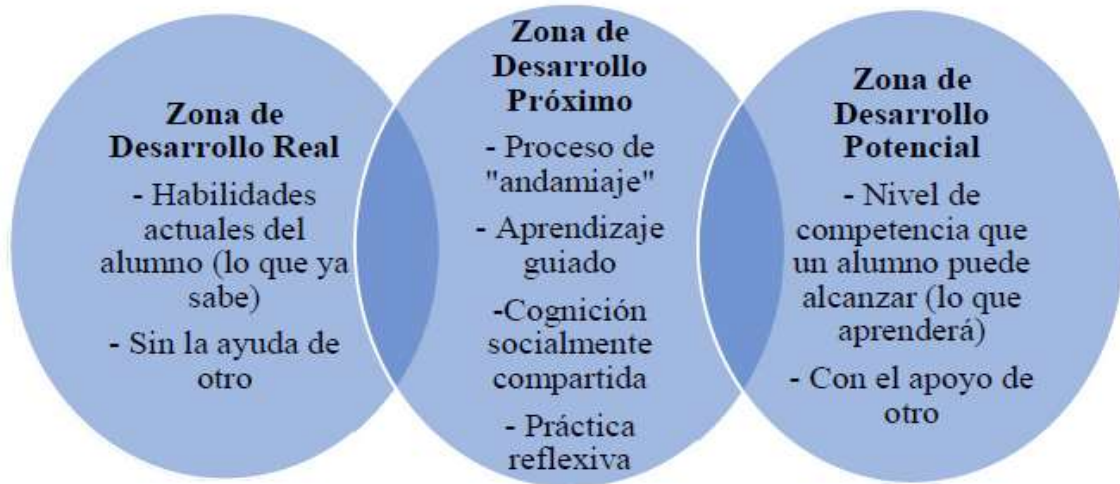 Zona de
Desarrollo Real
- Habilidades
actuales del
alumno (lo que ya
sabe)
- Sin la ayuda de
otro
Zona de
Desarrollo
Próximo
- Proceso de
"andamiaje"
- Aprendizaje
guiado
-Cognición
socialmente
compartida
- Práctica
reflexiva
Zona de
Desarrollo
Potencial
- Nivel de
competencia que
un alumno puede
alcanzar (lo que
aprenderá)
- Con el apoyo de
otro